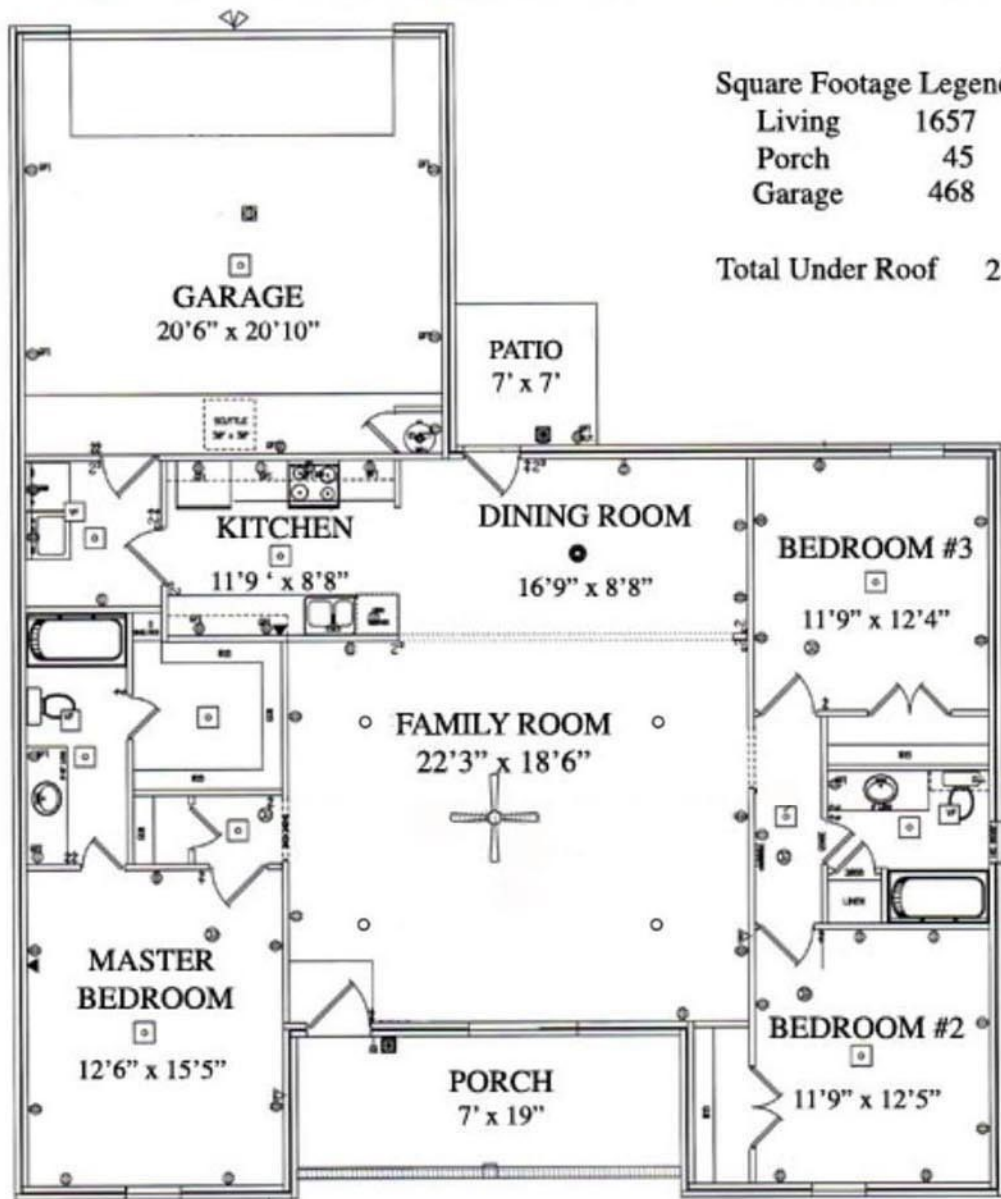 Square Footage Legend
Living 1657
Porch 45
Garage 468
Total Under Roof 2
GARAGE
20'6” x 20'10”
PATIO
7' x 7'
KITCHEN
11'9 ‘ x 8'8”
DINING ROOM
16'9” x 8'8”
BEDROOM #3
11'9” x 12'4”
FAMILY ROOM
22'3” x 18'6”
LINEN
MASTER
BEDROOM
12'6” x 15'5”
BEDROOM #2
11'9” x 12'5”
PORCH
7' x 19”